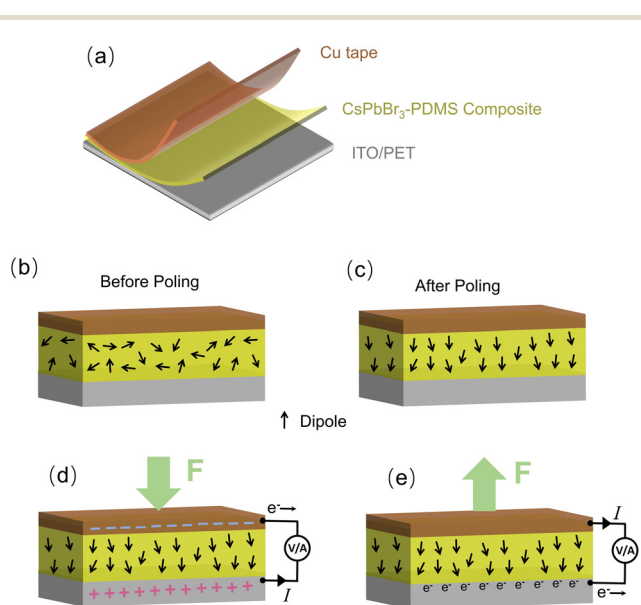 (a)
Cu tape
CsPbBr₃-PDMS Composite
ITO/PET
(b)
Before Poling
(c)
After Poling
↑ Dipole
(d)
F
e⁻→
− − − − − − − − − −
V/A
+ + + + + + + + + + +
I
(e)
F
I
V/A
e⁻ e⁻ e⁻ e⁻ e⁻ e⁻ e⁻ e⁻ e⁻
e⁻→